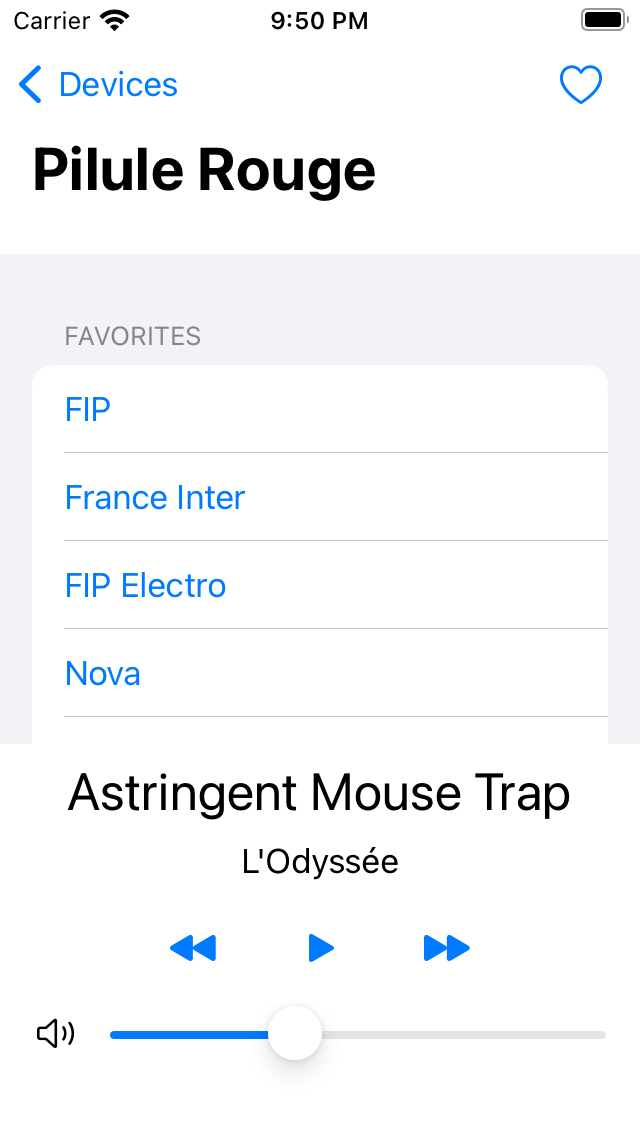 Carrier 9:50 PM
Devices
Pilule Rouge
FAVORITES
FIP
France Inter
FIP Electro
Nova
Astringent Mouse Trap
L'Odyssée